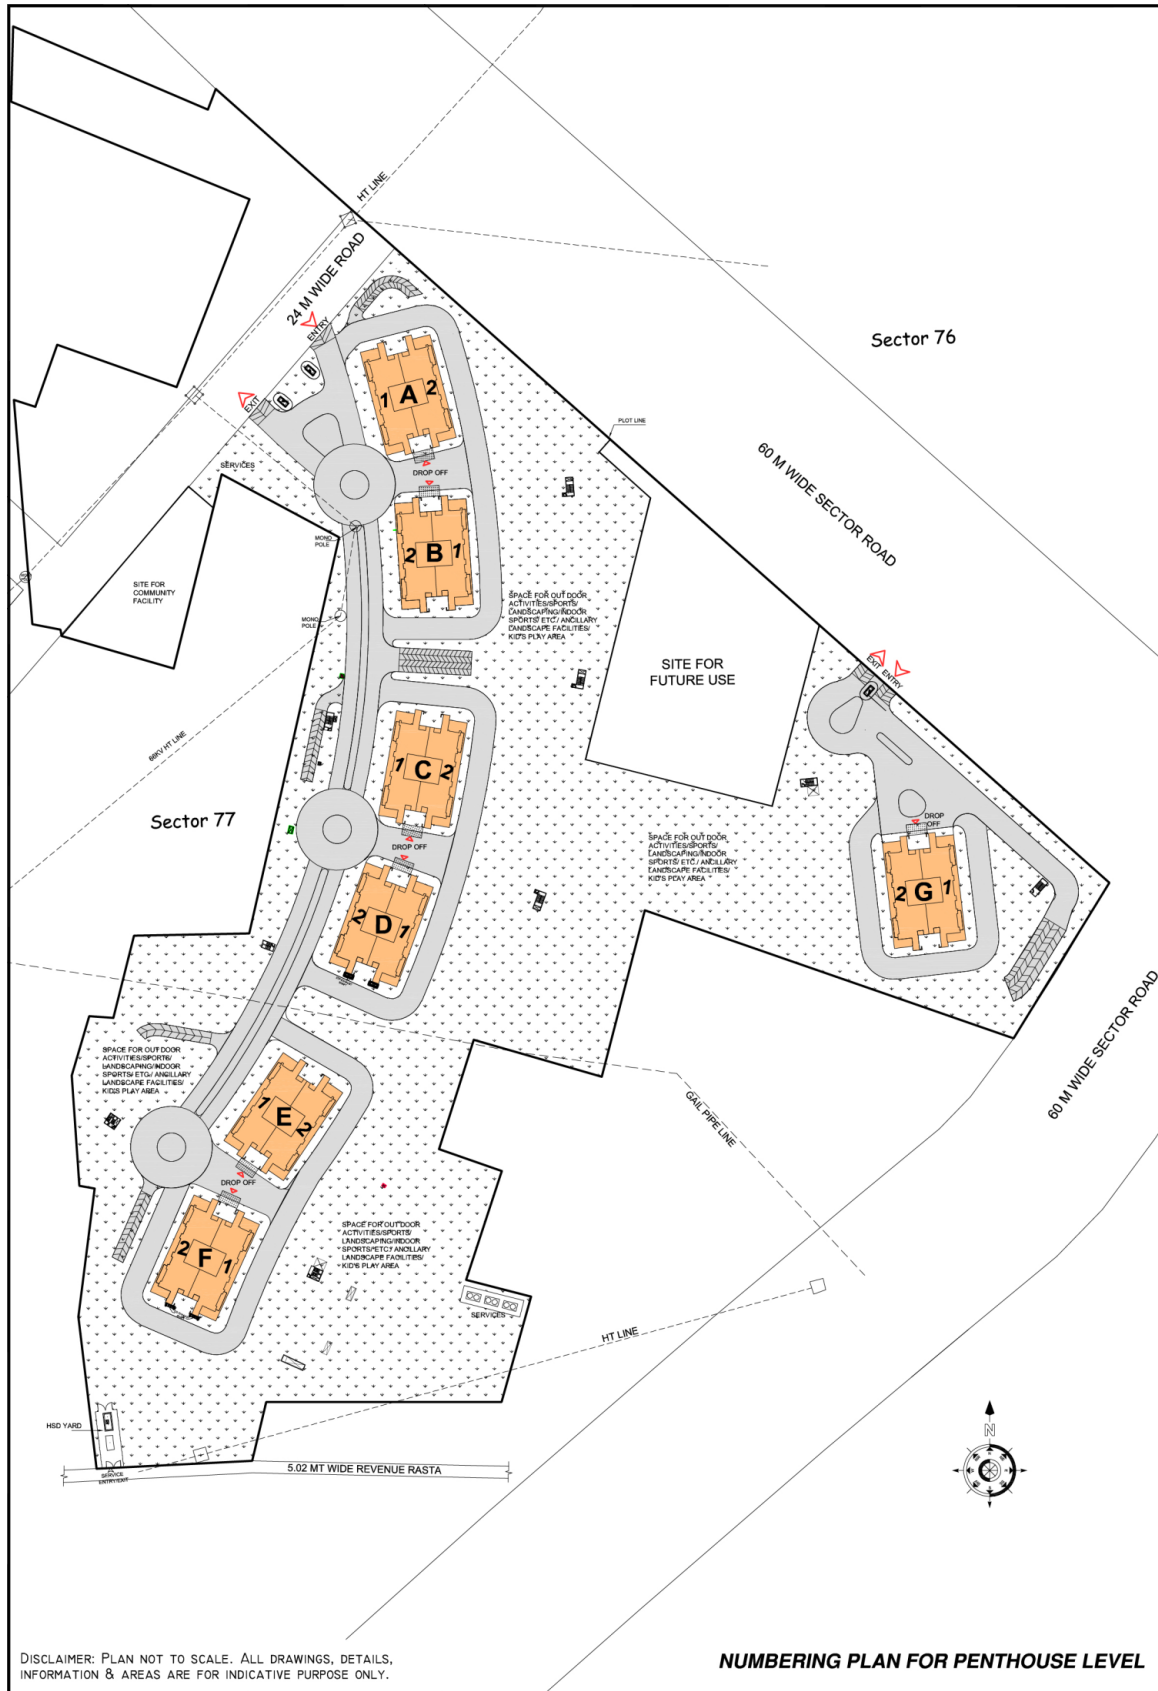 HT LINE
24 M WIDE ROAD
ENTRY
EXIT
Sector 76
60 M WIDE SECTOR ROAD
PLOT LINE
1 A 2
DROP OFF
2 B 1
SERVICES
MONO
POLE
SITE FOR
COMMUNITY
FACILITY
MONO
POLE
SPACE FOR OUT DOOR
ACTIVITIES/SPORTS/
LANDSCAPING/INDOOR
SPORTS/ ETC./ ANCILLARY
LANDSCAPE FACILITIES/
KID'S PLAY AREA
SITE FOR
FUTURE USE
EXIT ENTRY
66KV HT LINE
1 C 2
Sector 77
DROP OFF
DROP
OFF
SPACE FOR OUT DOOR
ACTIVITIES/SPORTS/
LANDSCAPING/INDOOR
SPORTS/ ETC./ ANCILLARY
LANDSCAPE FACILITIES/
KID'S PLAY AREA
2 G 1
2 D 1
60 M WIDE SECTOR ROAD
SPACE FOR OUT DOOR
ACTIVITIES/SPORTS/
LANDSCAPING/INDOOR
SPORTS/ ETC./ ANCILLARY
LANDSCAPE FACILITIES/
KID'S PLAY AREA
1 E 2
GAIL PIPE LINE
DROP OFF
2 F 1
SPACE FOR OUT DOOR
ACTIVITIES/SPORTS/
LANDSCAPING/INDOOR
SPORTS/ ETC./ ANCILLARY
LANDSCAPE FACILITIES/
KID'S PLAY AREA
SERVICES
HT LINE
HSD YARD
SERVICE
ENTRY/EXIT
5.02 MT WIDE REVENUE RASTA
N
DISCLAIMER: PLAN NOT TO SCALE. ALL DRAWINGS, DETAILS,
INFORMATION & AREAS ARE FOR INDICATIVE PURPOSE ONLY.
NUMBERING PLAN FOR PENTHOUSE LEVEL